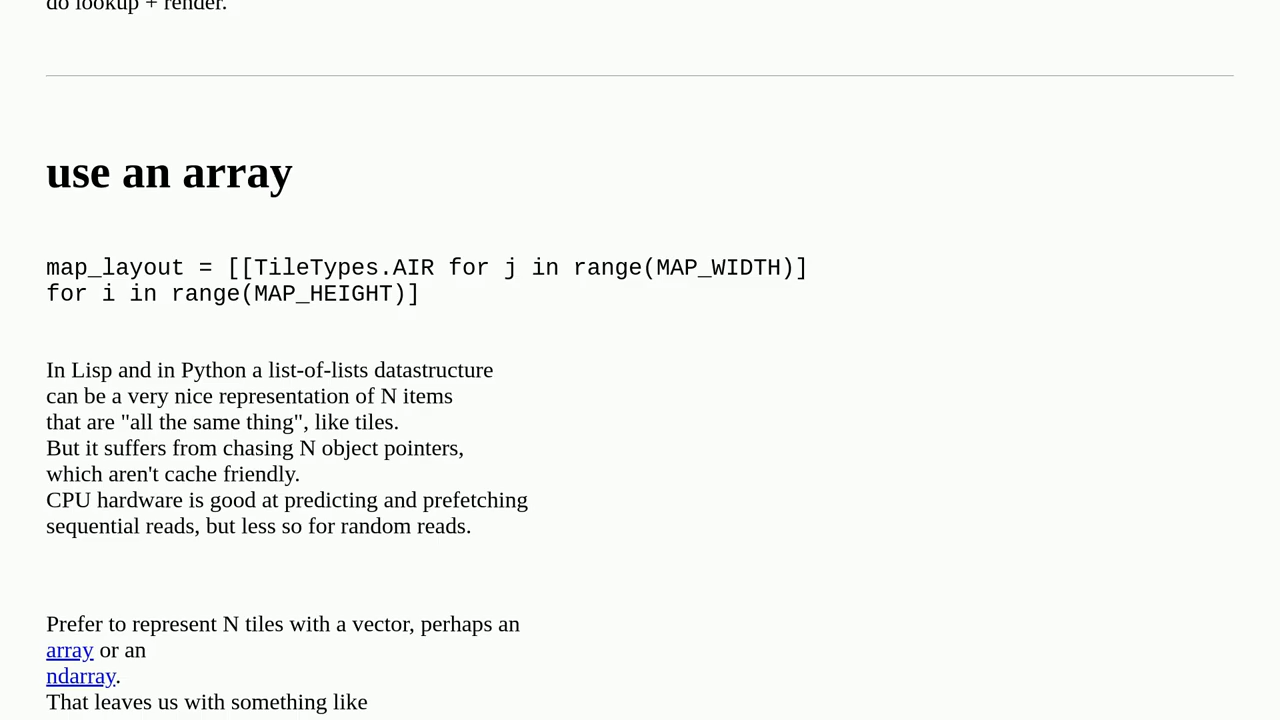 do lookup + render.
use an array
map_layout = [[TileTypes.AIR for j in range(MAP_WIDTH)]
for i in range(MAP_HEIGHT)]
In Lisp and in Python a list-of-lists datastructure
can be a very nice representation of N items
that are "all the same thing", like tiles.
But it suffers from chasing N object pointers,
which aren't cache friendly.
CPU hardware is good at predicting and prefetching
sequential reads, but less so for random reads.
Prefer to represent N tiles with a vector, perhaps an
array or an
ndarray.
That leaves us with something like